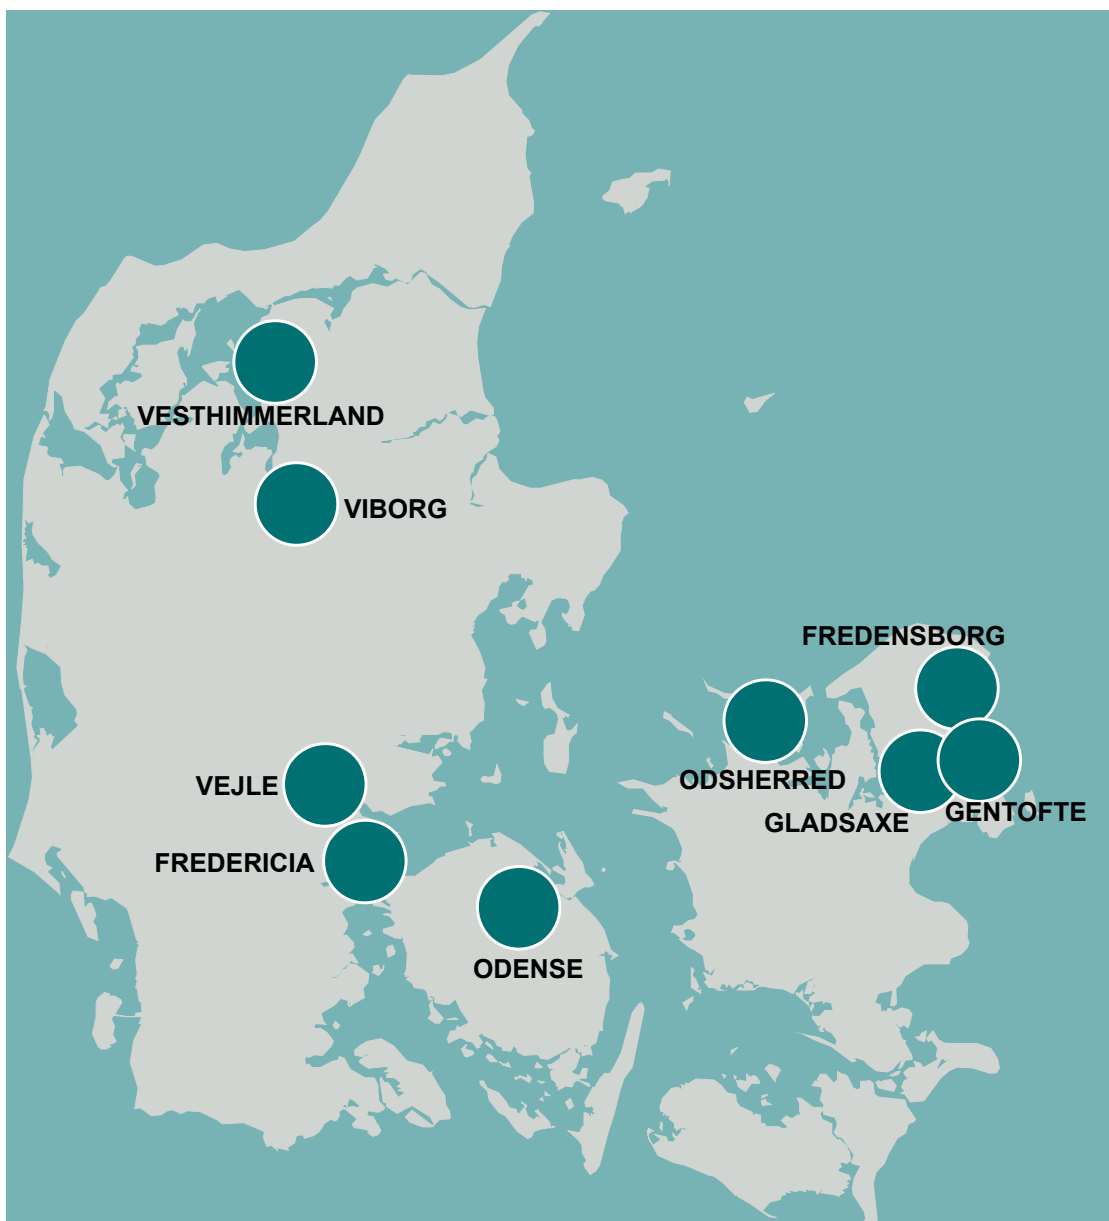 VESTHIMMERLAND
VIBORG
FREDENSBORG
ODSHERRED
VEJLE
GENTOFTE
GLADSAXE
FREDERICIA
ODENSE